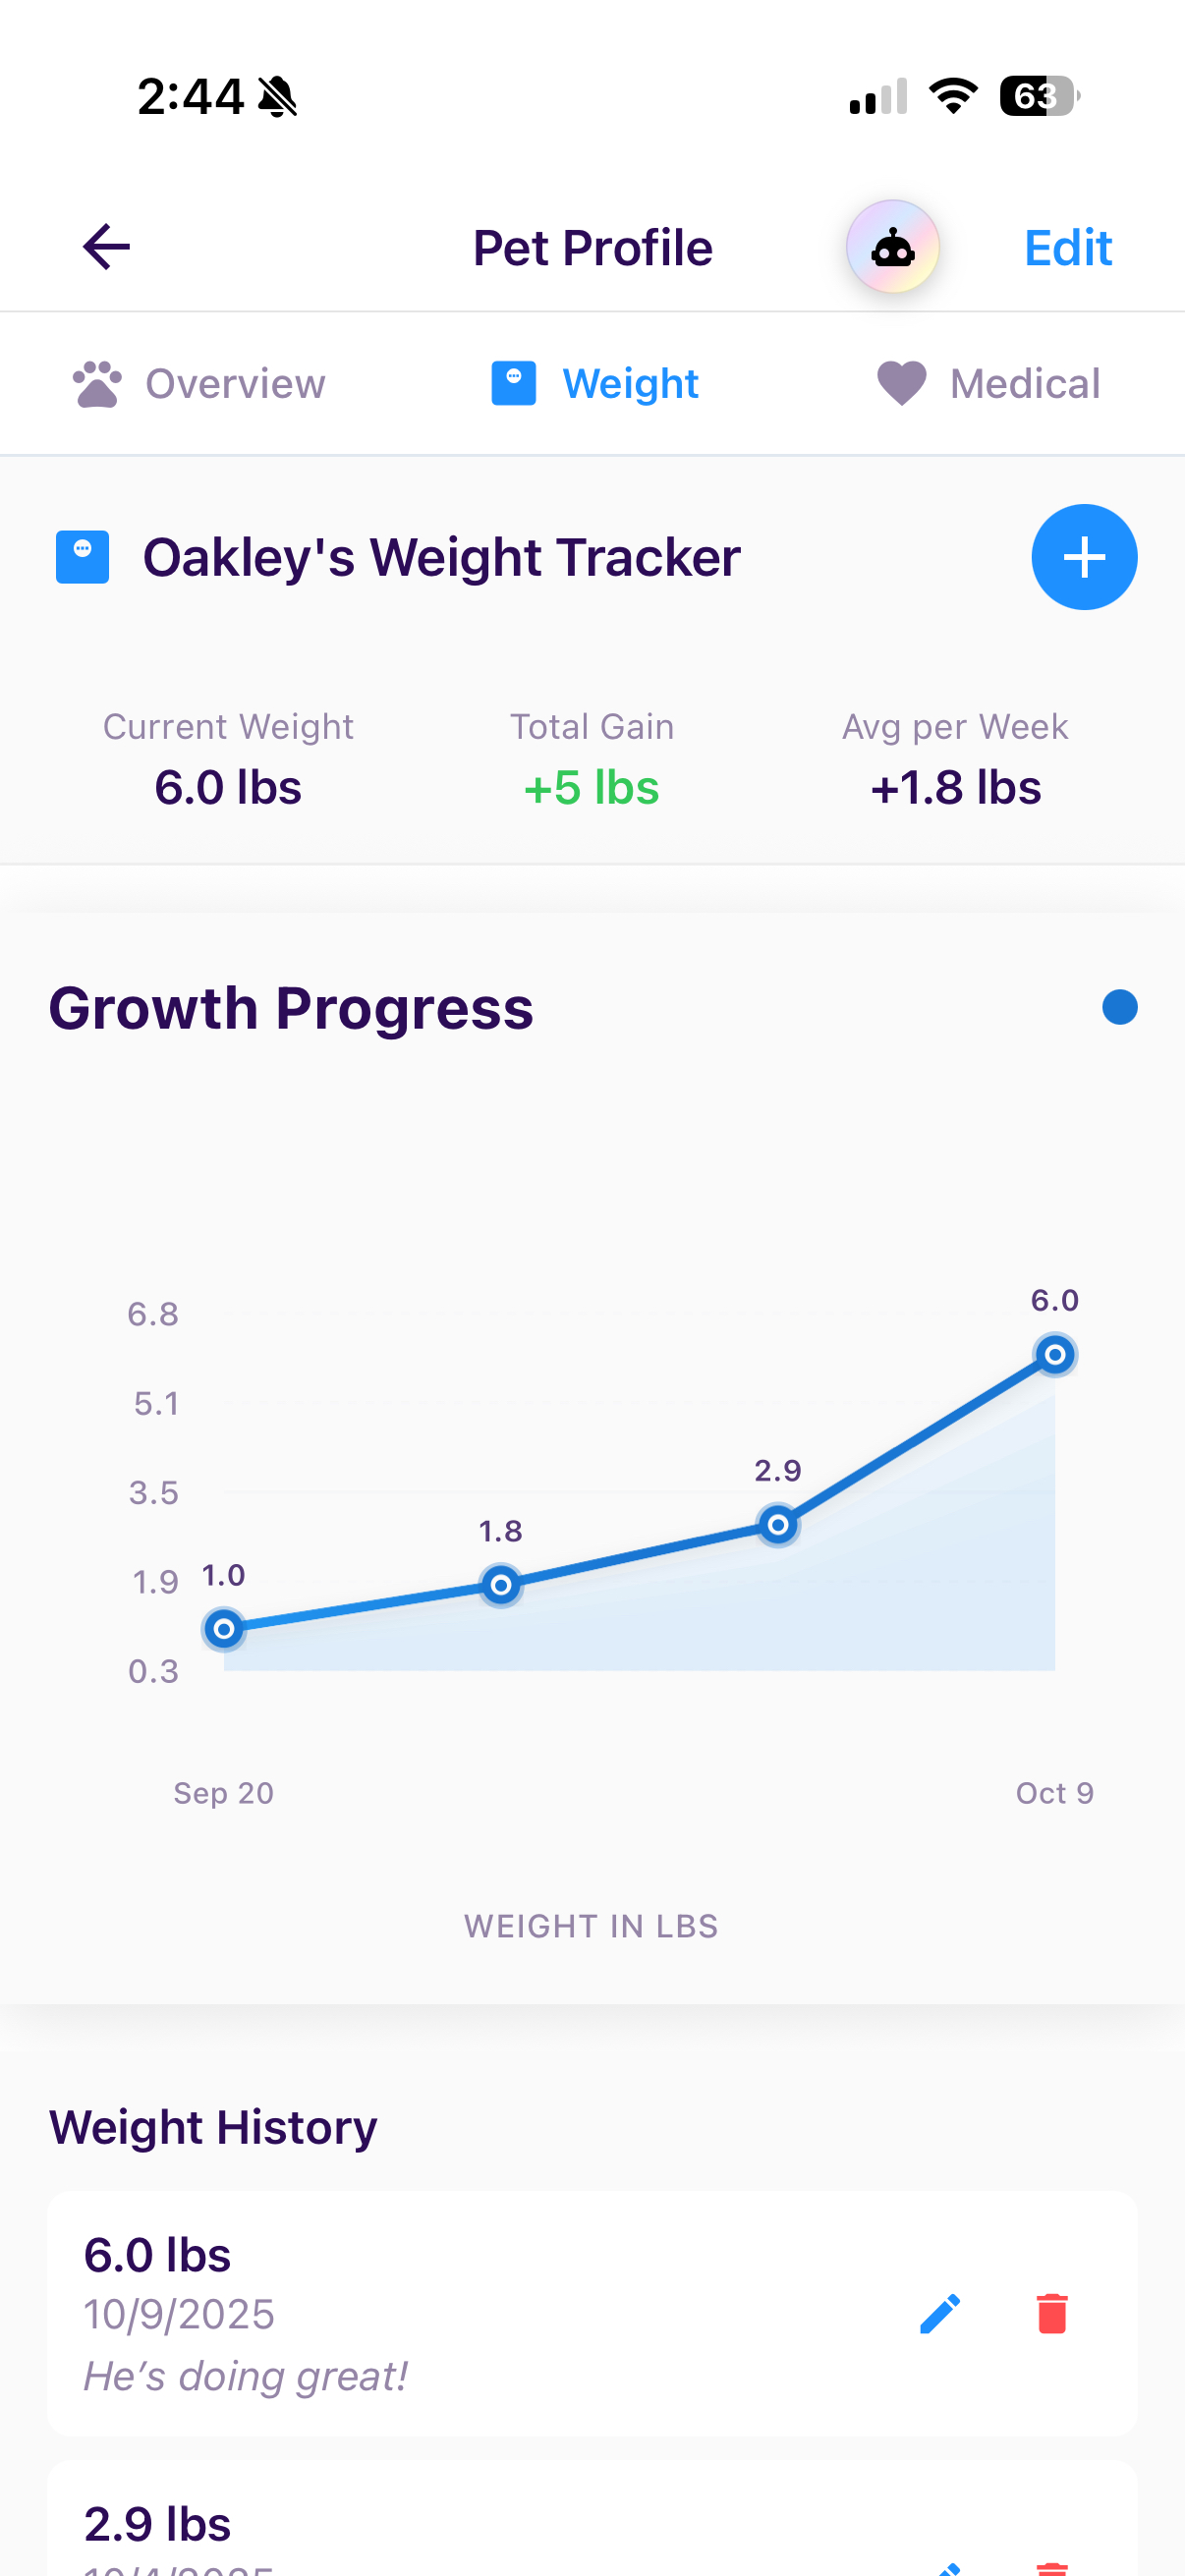 2:44
63
Pet Profile
Edit
Overview
Weight
Medical
Oakley's Weight Tracker
Current Weight
Total Gain
Avg per Week
6.0 lbs
+5 lbs
+1.8 lbs
Growth Progress
6.8
5.1
3.5
1.9
0.3
1.0
1.8
2.9
6.0
Sep 20
Oct 9
WEIGHT IN LBS
Weight History
6.0 lbs
10/9/2025
He's doing great!
2.9 lbs
10/4/2025